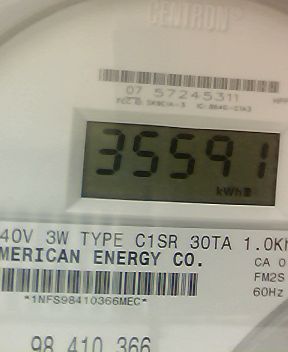 CENTRON®
07 57245311
35591
kWh
40V 3W TYPE C1SR 30TA 1.0Kh
MERICAN ENERGY CO.
CA 0
FM2S
60Hz
*1NFS98410366MEC*
98 410 366